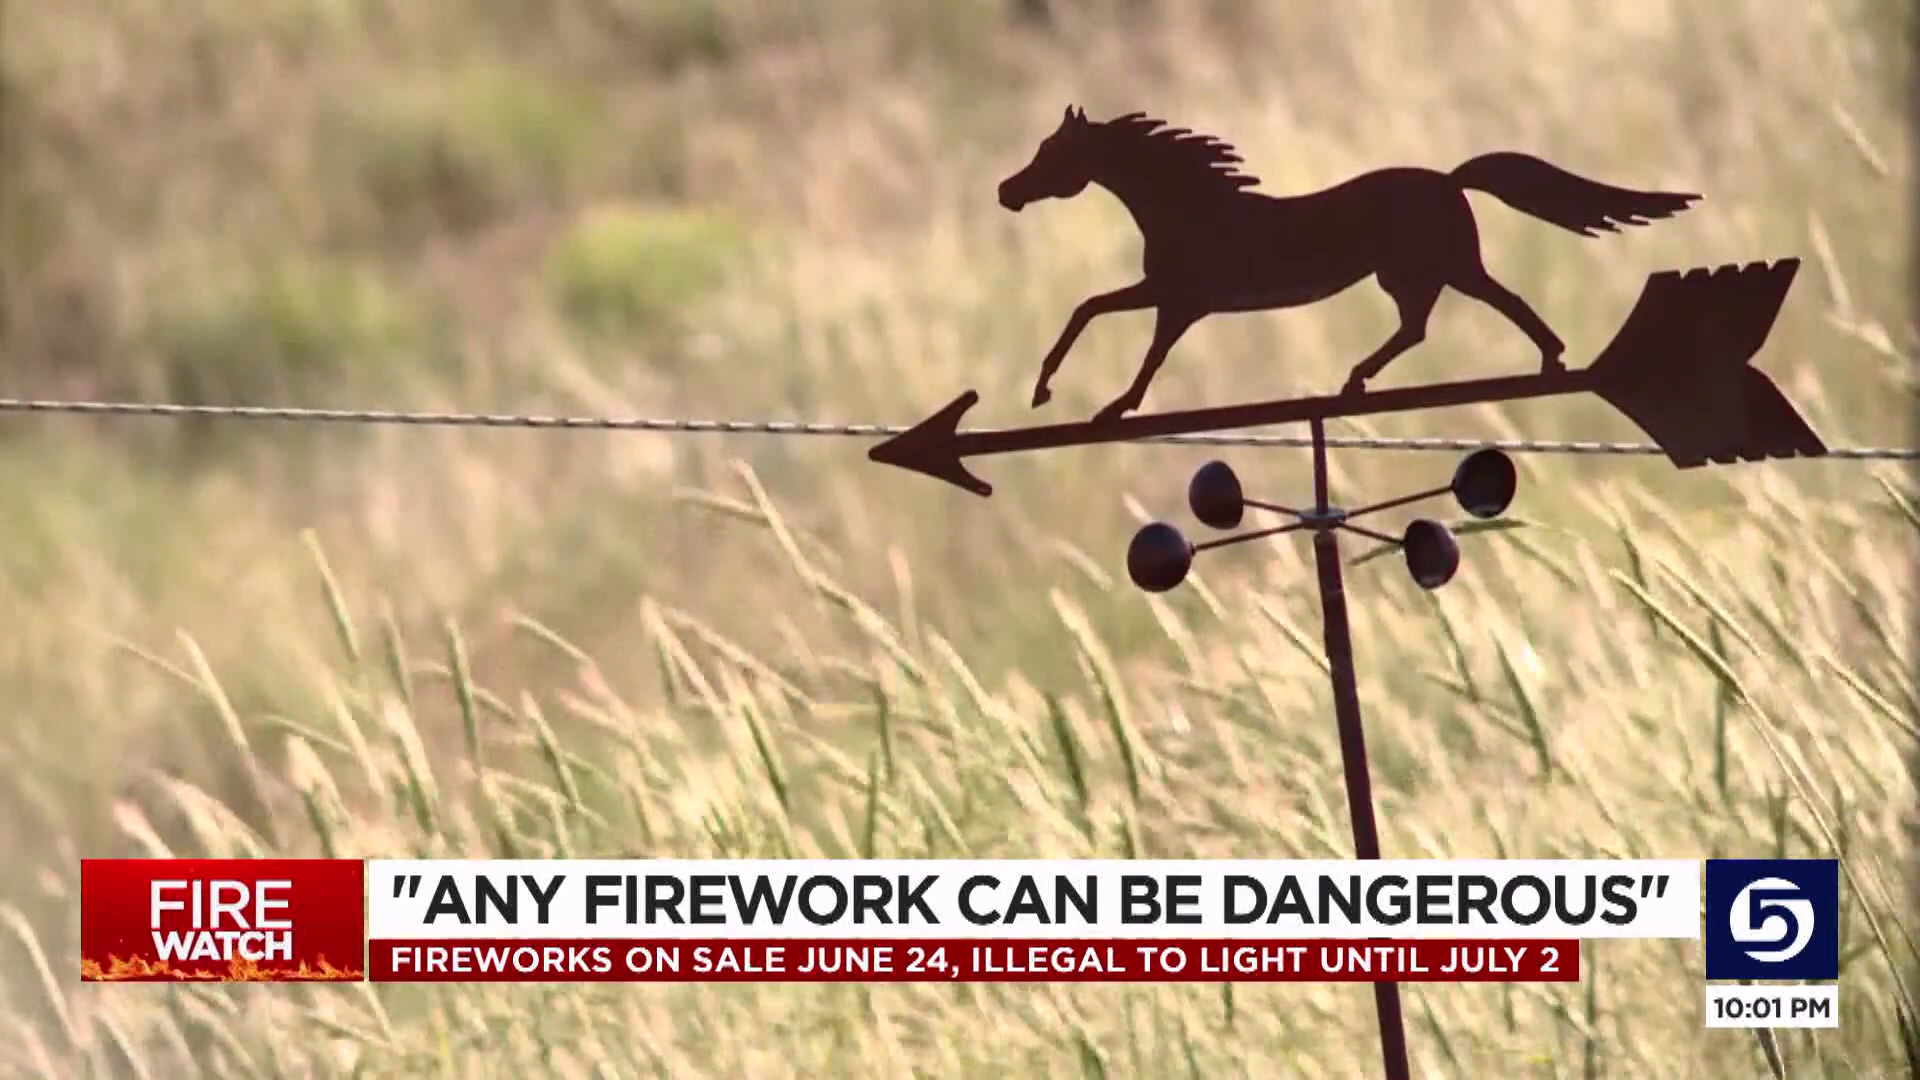 FIRE
WATCH
"ANY FIREWORK CAN BE DANGEROUS"
FIREWORKS ON SALE JUNE 24, ILLEGAL TO LIGHT UNTIL JULY 2
5
10:01 PM